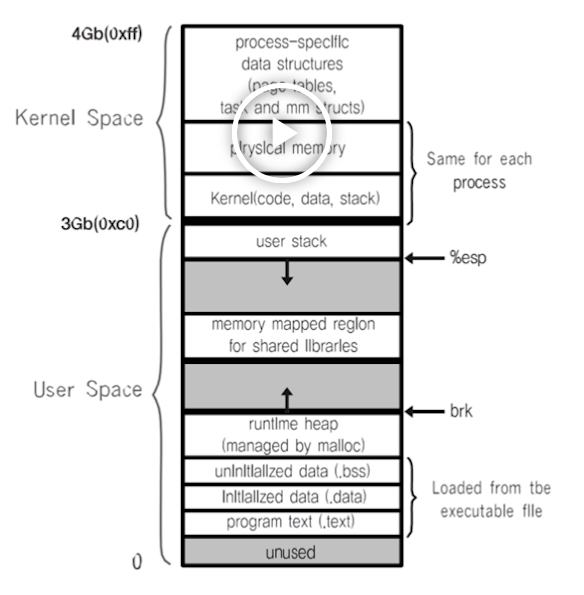 4Gb(0xff)
process-specific
data structures
(page tables,
task and mm structs)
Kernel Space
physical memory
Same for each
process
Kernel(code, data, stack)
3Gb(0xc0)
user stack
%esp
memory mapped region
for shared libraries
User Space
brk
runtime heap
(managed by malloc)
uninitialized data (.bss)
Initialized data (.data)
Loaded from tbe
executable file
program text (.text)
unused
0